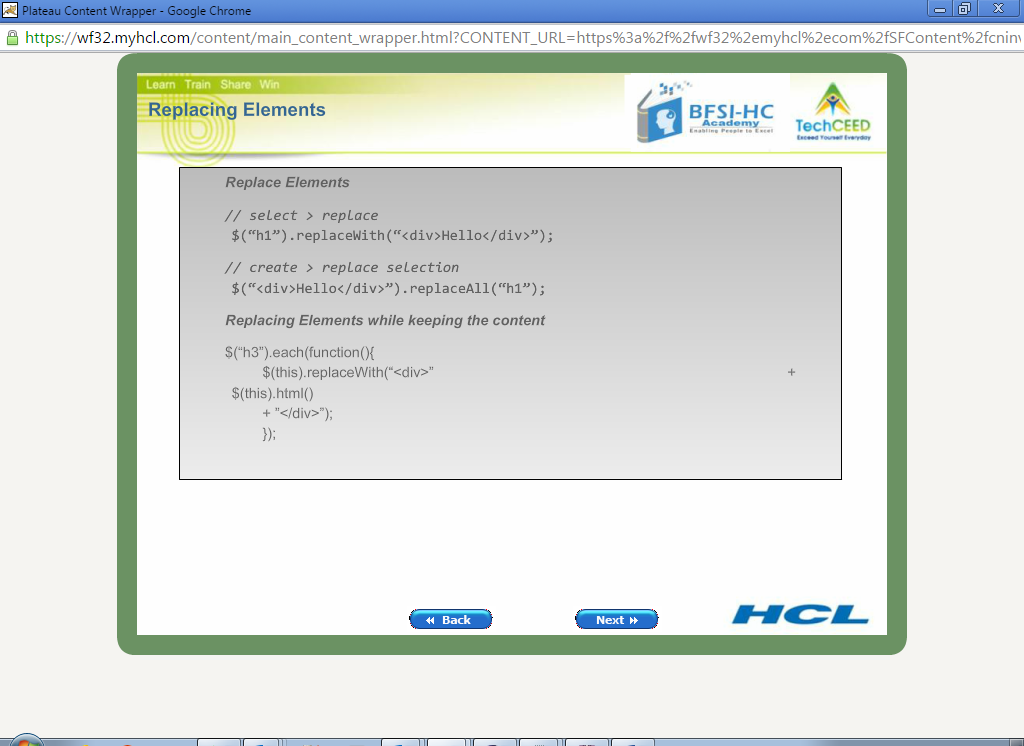 Plateau Content Wrapper - Google Chrome
https://wf32.myhcl.com/content/main_content_wrapper.html?CONTENT_URL=https%3a%2f%2fwf32%2emyhcl%2ecom%2fSFContent%2fcninv
Learn Train Share Win
Replacing Elements
BFSI-HC
Academy
Enabling People to Excel
TechCEED
Exceed Yourself Everyday
Replace Elements
// select > replace
$(“h1”).replaceWith(“<div>Hello</div>”);
// create > replace selection
$(“<div>Hello</div>”).replaceAll(“h1”);
Replacing Elements while keeping the content
$(“h3”).each(function(){
$(this).replaceWith(“<div>” +
$(this).html()
+ ”</div>”);
});
Back
Next
HCL